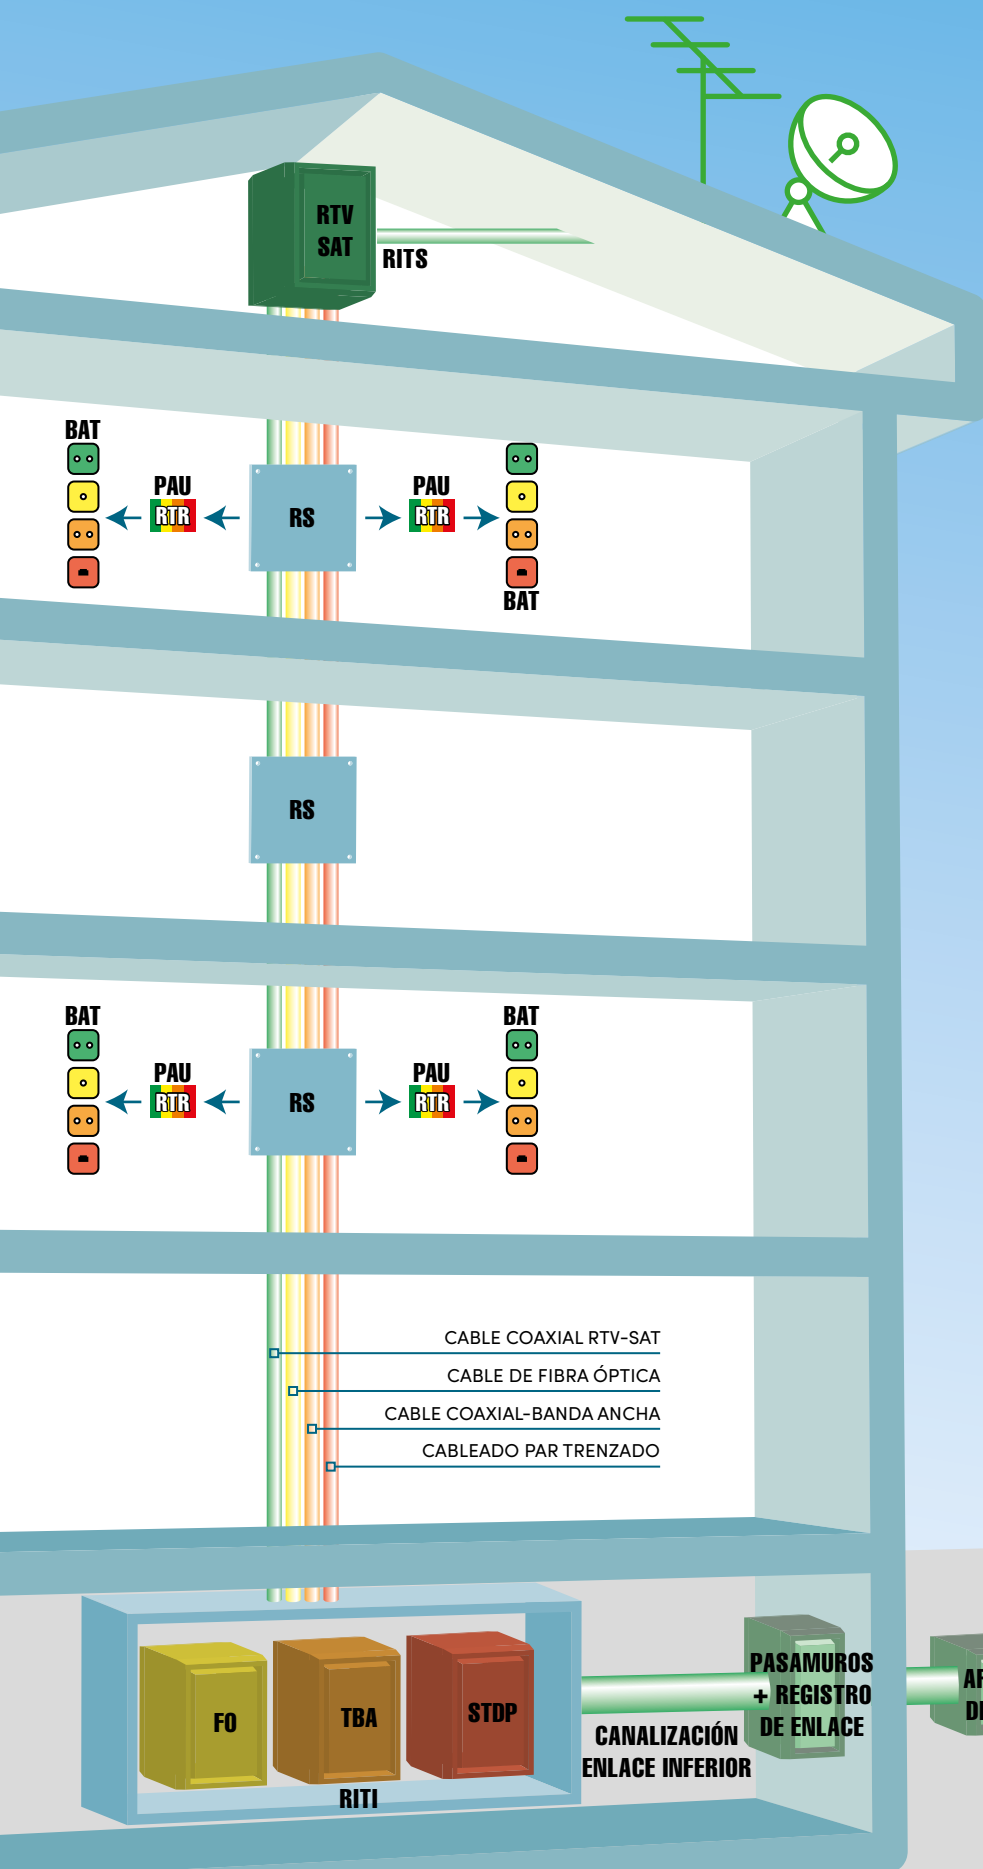 RTV
SAT
RITS
BAT
PAU
RTR
RS
PAU
RTR
BAT
RS
BAT
PAU
RTR
RS
PAU
RTR
BAT
CABLE COAXIAL RTV-SAT
CABLE DE FIBRA ÓPTICA
CABLE COAXIAL-BANDA ANCHA
CABLEADO PAR TRENZADO
FO
TBA
STDP
RITI
CANALIZACIÓN
ENLACE INFERIOR
PASAMUROS
+ REGISTRO
DE ENLACE